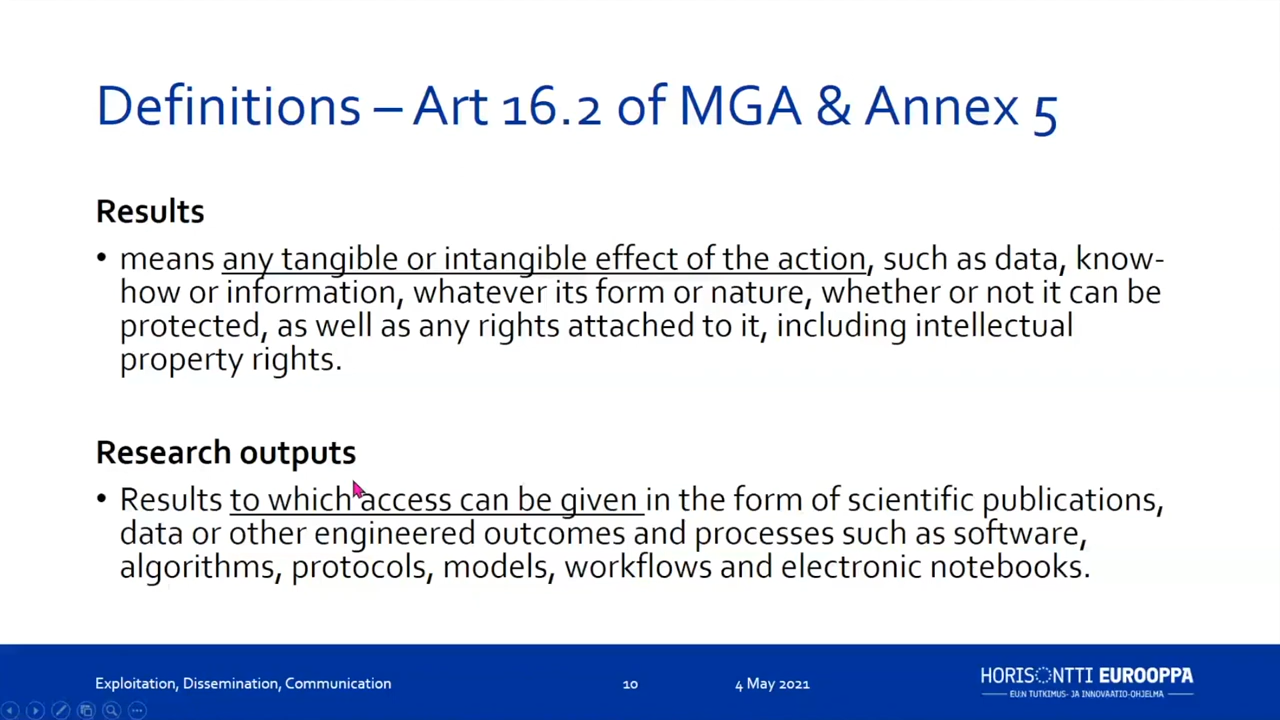 Definitions – Art 16.2 of MGA & Annex 5
Results
• means any tangible or intangible effect of the action, such as data, know-
how or information, whatever its form or nature, whether or not it can be
protected, as well as any rights attached to it, including intellectual
property rights.
Research outputs
• Results to which access can be given in the form of scientific publications,
data or other engineered outcomes and processes such as software,
algorithms, protocols, models, workflows and electronic notebooks.
Exploitation, Dissemination, Communication
10
4 May 2021
HORISONTTI EUROOPPA
EU:N TUTKIMUS- JA INNOVAATIO-OHJELMA